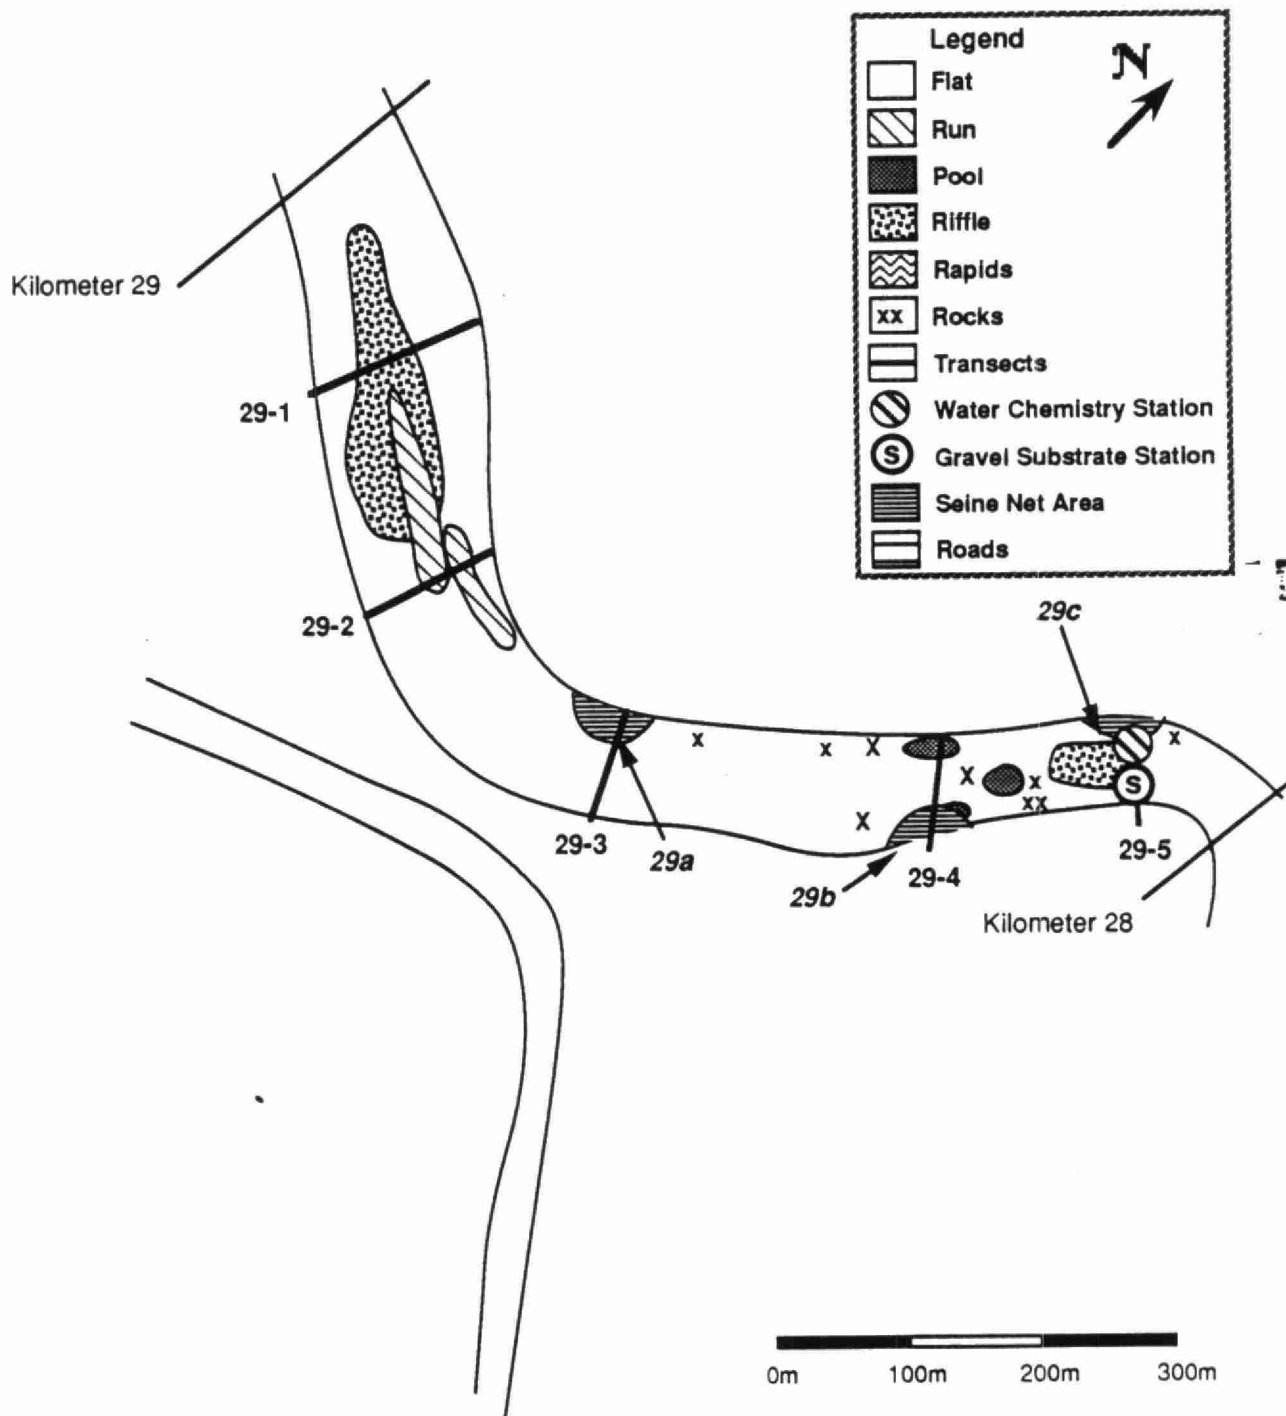 Legend
N
Flat
Run
Pool
Riffle
Rapids
xx Rocks
Transects
Water Chemistry Station
S Gravel Substrate Station
Seine Net Area
Roads
Kilometer 29
29-1
29-2
29c
x
x X
x
X x
xx
X
S
29-3
29a
29b
29-4
29-5
Kilometer 28
0m 100m 200m 300m